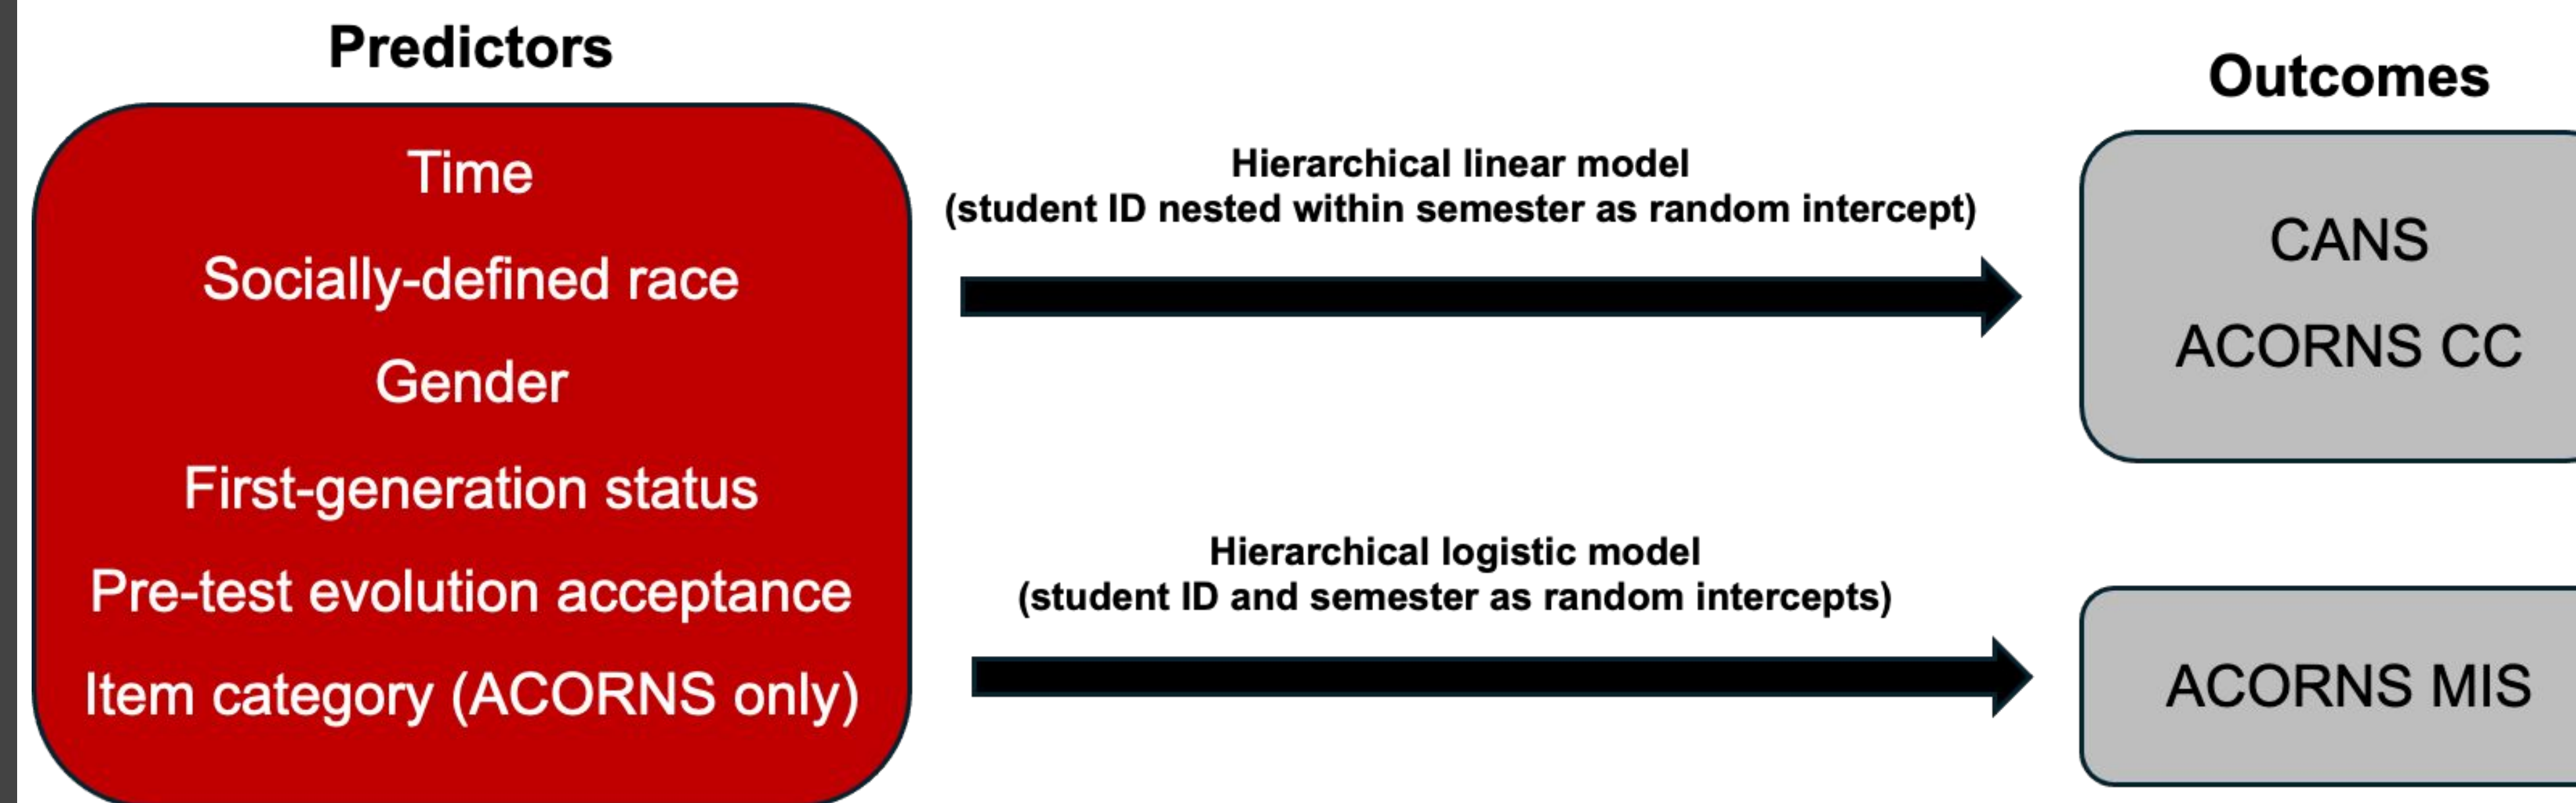 Predictors
Time
Socially-defined race
Gender
First-generation status
Pre-test evolution acceptance
Item category (ACORNS only)
Hierarchical linear model
(student ID nested within semester as random intercept)
Hierarchical logistic model
(student ID and semester as random intercepts)
Outcomes
CANS
ACORNS CC
ACORNS MIS